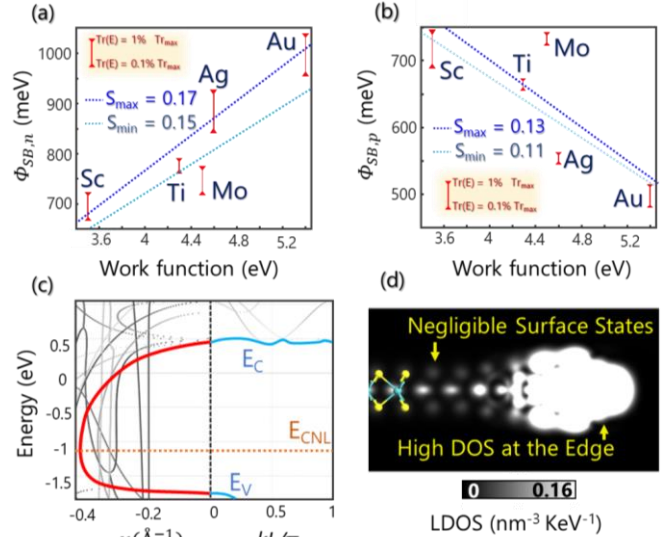 (a)
Tr(E) = 1% Tr_max
Tr(E) = 0.1% Tr_max
S_max = 0.17
S_min = 0.15
Sc
Ti
Ag
Mo
Au
Φ_SB,n (meV)
1000
900
800
700
3.6 4 4.4 4.8 5.2
Work function (eV)
(b)
Sc
Ti
Mo
Ag
Au
S_max = 0.13
S_min = 0.11
Tr(E) = 1% Tr_max
Tr(E) = 0.1% Tr_max
Φ_SB,p (meV)
700
600
500
3.6 4 4.4 4.8 5.2
Work function (eV)
(c)
Energy (eV)
0.5
0
-0.5
-1
-1.5
E_C
E_CNL
E_V
-0.4 -0.2 0 0.5 1
(d)
Negligible Surface States
High DOS at the Edge
0 0.16
LDOS (nm⁻³ KeV⁻¹)